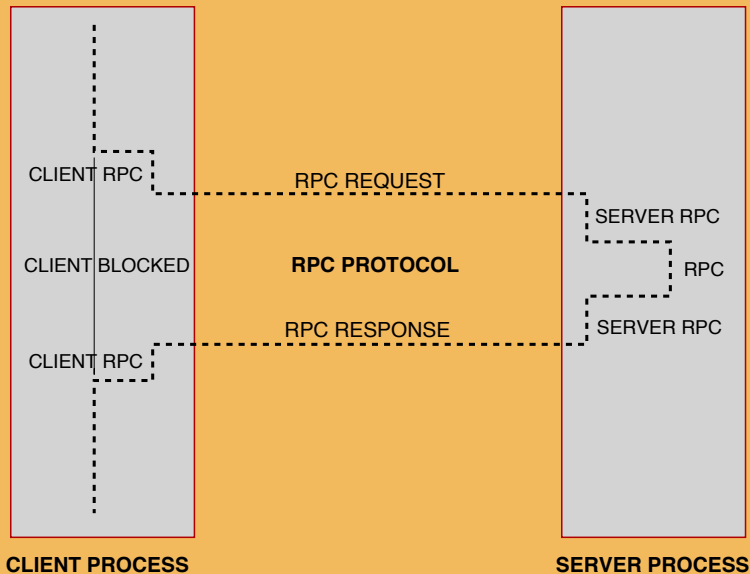 CLIENT RPC
RPC REQUEST
SERVER RPC
CLIENT BLOCKED
RPC PROTOCOL
RPC
RPC RESPONSE
SERVER RPC
CLIENT RPC
CLIENT PROCESS
SERVER PROCESS